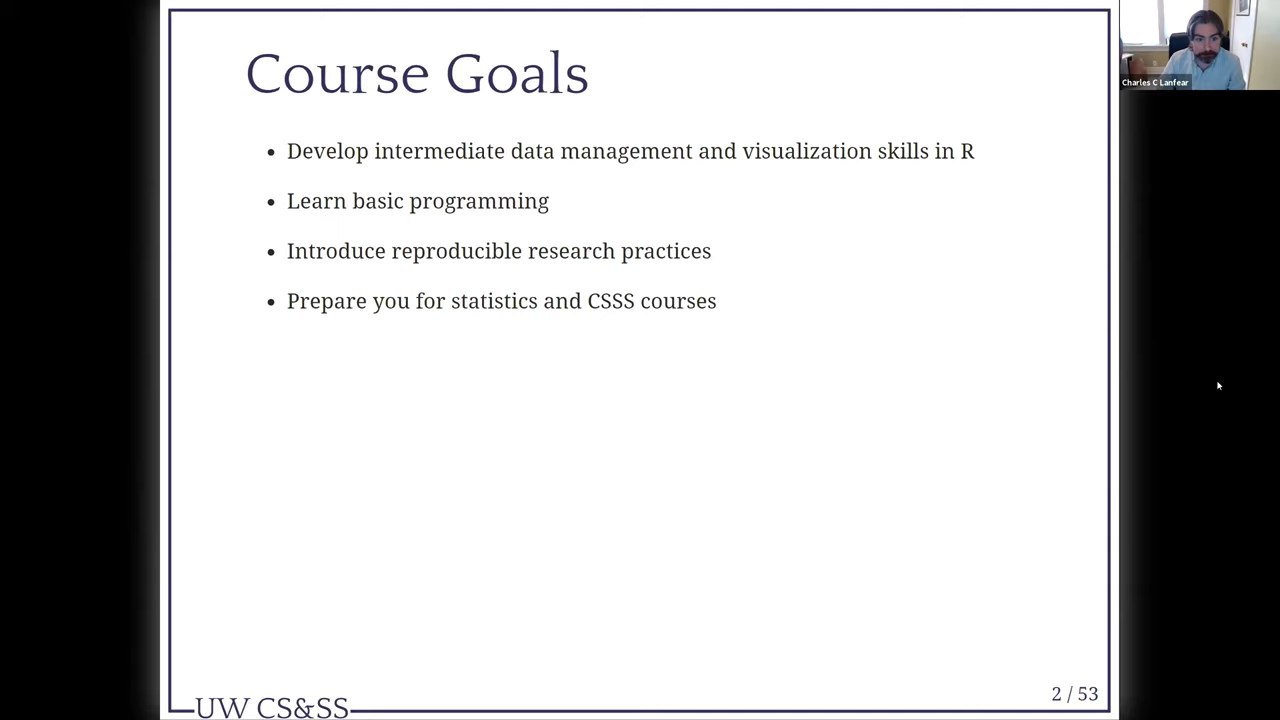 Course Goals
Develop intermediate data management and visualization skills in R
Learn basic programming
Introduce reproducible research practices
Prepare you for statistics and CSSS courses
UW CS&SS
2 / 53
Charles C Lanfear